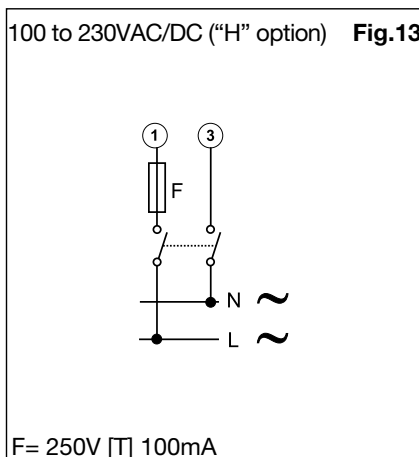 100 to 230VAC/DC (“H” option) Fig.13
1 3
F
N ~
L ~
F= 250V [T] 100mA